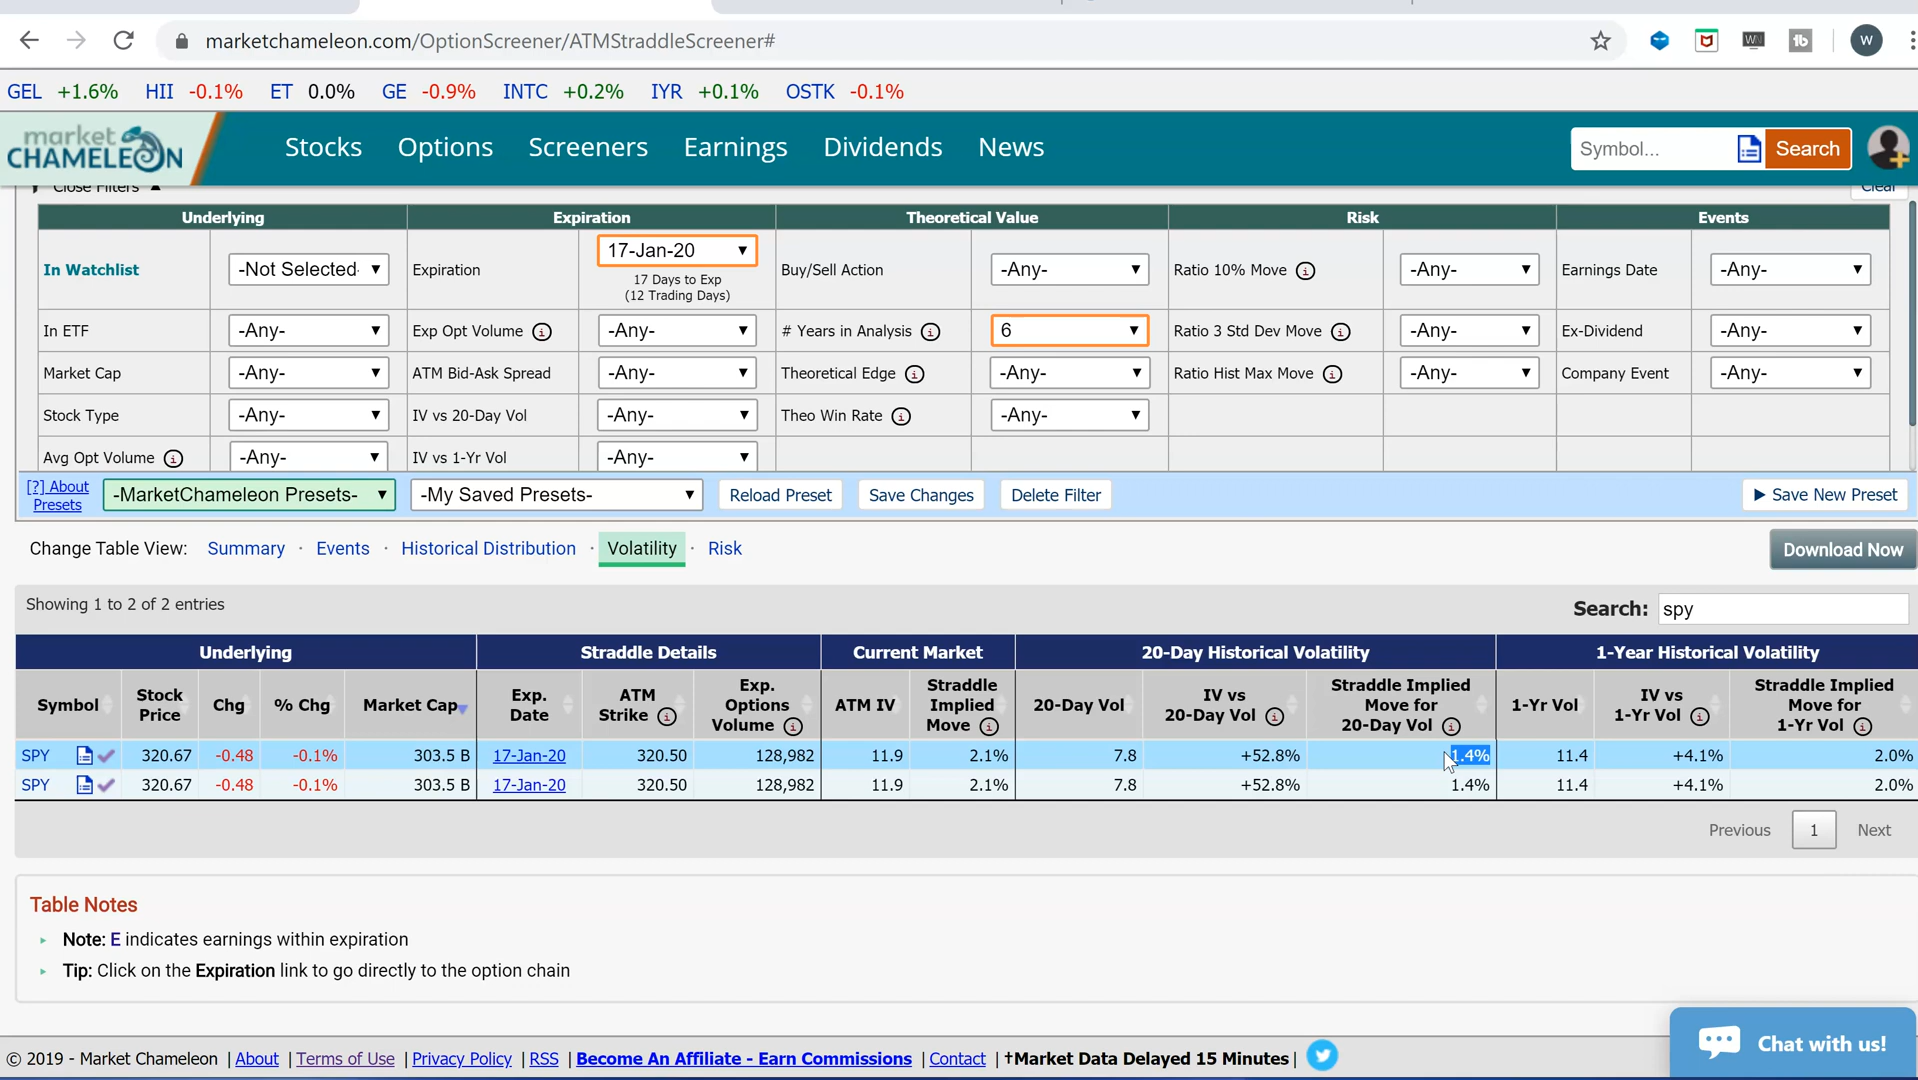 marketchameleon.com/OptionScreener/ATMStraddleScreener#
W
GEL +1.6% HII -0.1% ET 0.0% GE -0.9% INTC +0.2% IYR +0.1% OSTK -0.1%
market CHAMELEON
Stocks Options Screeners Earnings Dividends News
Symbol... Search
Close Filters ▲ Clear
Underlying Expiration Theoretical Value Risk Events
In Watchlist -Not Selected- Expiration 17-Jan-20 Buy/Sell Action -Any- Ratio 10% Move -Any- Earnings Date -Any-
17 Days to Exp
(12 Trading Days)
In ETF -Any- Exp Opt Volume -Any- # Years in Analysis 6 Ratio 3 Std Dev Move -Any- Ex-Dividend -Any-
Market Cap -Any- ATM Bid-Ask Spread -Any- Theoretical Edge -Any- Ratio Hist Max Move -Any- Company Event -Any-
Stock Type -Any- IV vs 20-Day Vol -Any- Theo Win Rate -Any-
Avg Opt Volume -Any- IV vs 1-Yr Vol -Any-
[?] About Presets -MarketChameleon Presets- -My Saved Presets- Reload Preset Save Changes Delete Filter ► Save New Preset
Change Table View: Summary · Events · Historical Distribution · Volatility · Risk Download Now
Showing 1 to 2 of 2 entries Search: spy
Underlying Straddle Details Current Market 20-Day Historical Volatility 1-Year Historical Volatility
Symbol Stock Price Chg % Chg Market Cap Exp. Date ATM Strike Exp. Options Volume ATM IV Straddle Implied Move 20-Day Vol IV vs 20-Day Vol Straddle Implied Move for 20-Day Vol 1-Yr Vol IV vs 1-Yr Vol Straddle Implied Move for 1-Yr Vol
SPY 320.67 -0.48 -0.1% 303.5 B 17-Jan-20 320.50 128,982 11.9 2.1% 7.8 +52.8% 1.4% 11.4 +4.1% 2.0%
SPY 320.67 -0.48 -0.1% 303.5 B 17-Jan-20 320.50 128,982 11.9 2.1% 7.8 +52.8% 1.4% 11.4 +4.1% 2.0%
Previous 1 Next
Table Notes
Note: E indicates earnings within expiration
Tip: Click on the Expiration link to go directly to the option chain
© 2019 - Market Chameleon | About | Terms of Use | Privacy Policy | RSS | Become An Affiliate - Earn Commissions | Contact | †Market Data Delayed 15 Minutes |
Chat with us!